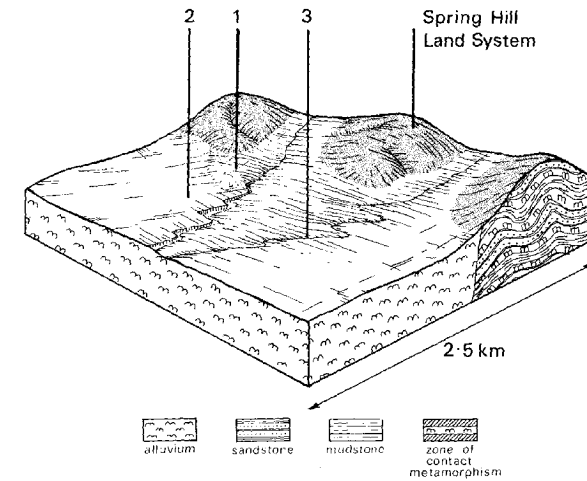 2 1 3 Spring Hill
Land System
2·5 km
alluvium sandstone mudstone zone of
contact
metamorphism